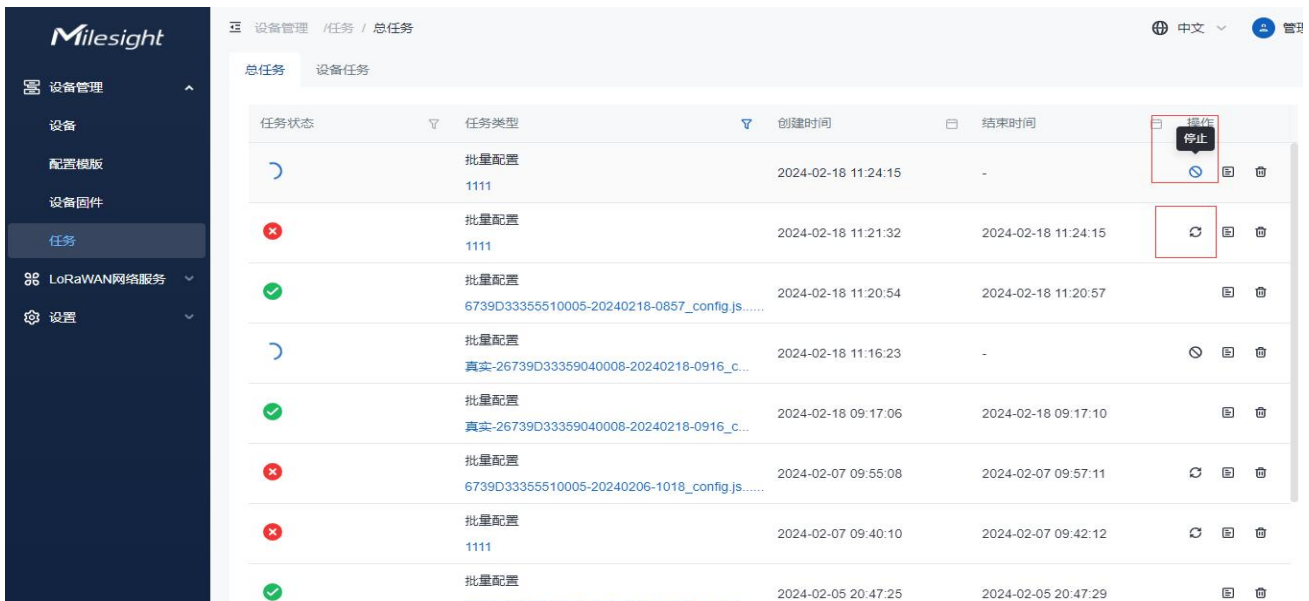 Milesight
设备管理 /任务 / 总任务
中文
管理
设备管理
设备
配置模版
设备固件
任务
LoRaWAN网络服务
设置
总任务 设备任务
任务状态 任务类型 创建时间 结束时间 操作
停止
批量配置
1111
2024-02-18 11:24:15 -
批量配置
1111
2024-02-18 11:21:32 2024-02-18 11:24:15
批量配置
6739D33355510005-20240218-0857_config.js......
2024-02-18 11:20:54 2024-02-18 11:20:57
批量配置
真实-26739D33359040008-20240218-0916_c...
2024-02-18 11:16:23 -
批量配置
真实-26739D33359040008-20240218-0916_c...
2024-02-18 09:17:06 2024-02-18 09:17:10
批量配置
6739D33355510005-20240206-1018_config.js......
2024-02-07 09:55:08 2024-02-07 09:57:11
批量配置
1111
2024-02-07 09:40:10 2024-02-07 09:42:12
批量配置
2024-02-05 20:47:25 2024-02-05 20:47:29